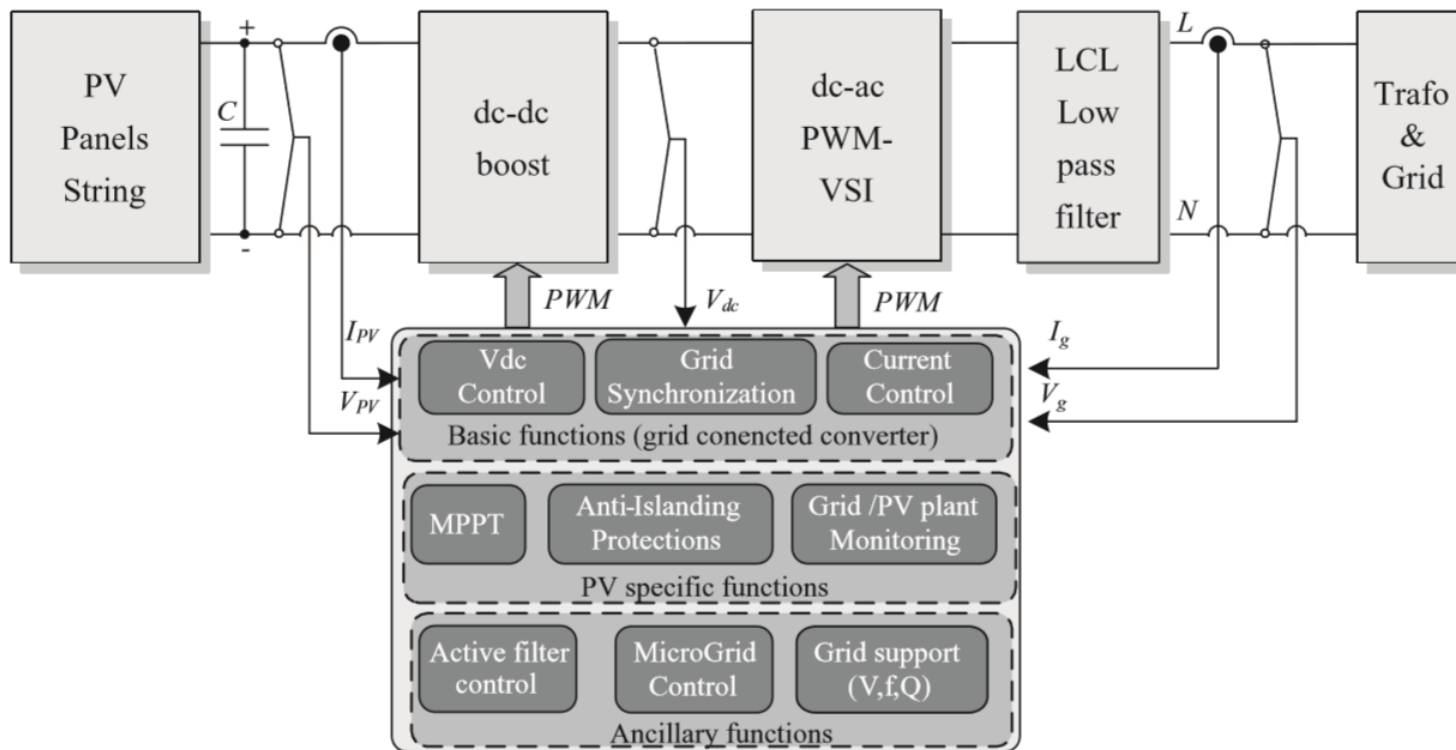 PV
Panels
String
+
C
-
dc-dc
boost
dc-ac
PWM-
VSI
LCL
Low
pass
filter
L
N
Trafo
&
Grid
PWM
Vdc
PWM
IPV
VPV
Ig
Vg
Vdc
Control
Grid
Synchronization
Current
Control
Basic functions (grid conencted converter)
MPPT
Anti-Islanding
Protections
Grid /PV plant
Monitoring
PV specific functions
Active filter
control
MicroGrid
Control
Grid support
(V,f,Q)
Ancillary functions